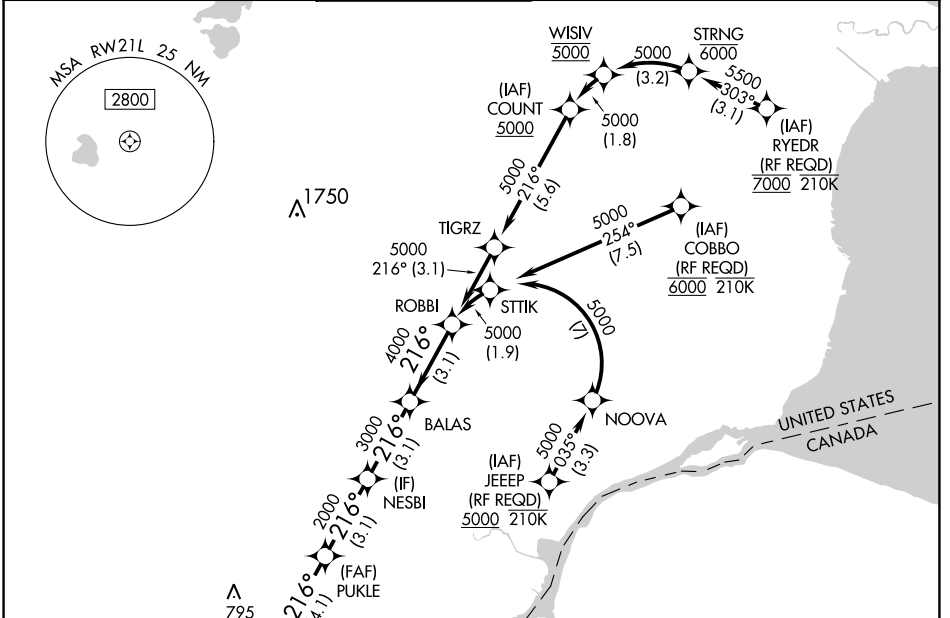 MSA RW21L 25 NM
2800
1750
WISIV
5000
5000
(3.2)
STRNG
6000
5500
303°
(3.1)
(IAF)
RYEDR
(RF REQD)
7000 210K
(IAF)
COUNT
5000
5000
(1.8)
5000
216°
(5.6)
TIGRZ
5000
216° (3.1)
5000
254°
(7.5)
(IAF)
COBBO
(RF REQD)
6000 210K
ROBBI
STTIK
5000
(1.9)
5000
(7)
4000
216°
(3.1)
BALAS
NOOVA
UNITED STATES
CANADA
3000
216°
(3.1)
(IF)
NESBI
5000
035°
(3.3)
(IAF)
JEEEP
(RF REQD)
5000 210K
2000
216°
(3.1)
(FAF)
PUKLE
795
216°
4.1)